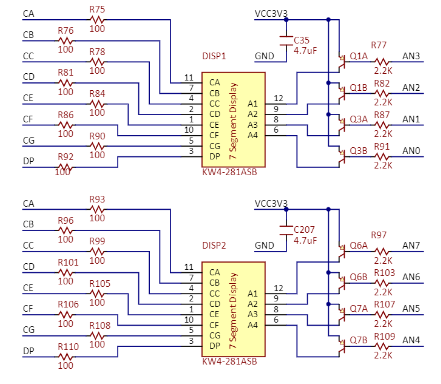 CA R75 100 VCC3V3
CB R76 100 C35 4.7uF Q1A R77 2.2K AN3
CC R78 100 DISP1 GND
CD R81 100 11 CA Q1B R82 2.2K AN2
CE R84 100 7 CB
CF R86 100 4 CC A1 12 Q3A R87 2.2K AN1
CG R90 100 2 CD A2 9
DP R92 100 1 CE A3 8 Q3B R91 2.2K AN0
10 CF A4 6
5 CG
3 DP
7 Segment Display
KW4-281ASB
CA R93 100 VCC3V3
CB R96 100 C207 4.7uF Q6A R97 2.2K AN7
CC R99 100 DISP2 GND
CD R101 100 11 CA Q6B R103 2.2K AN6
CE R105 100 7 CB
CF R106 100 4 CC A1 12 Q7A R107 2.2K AN5
CG R108 100 2 CD A2 9
DP R110 100 1 CE A3 8 Q7B R109 2.2K AN4
10 CF A4 6
5 CG
3 DP
7 Segment Display
KW4-281ASB